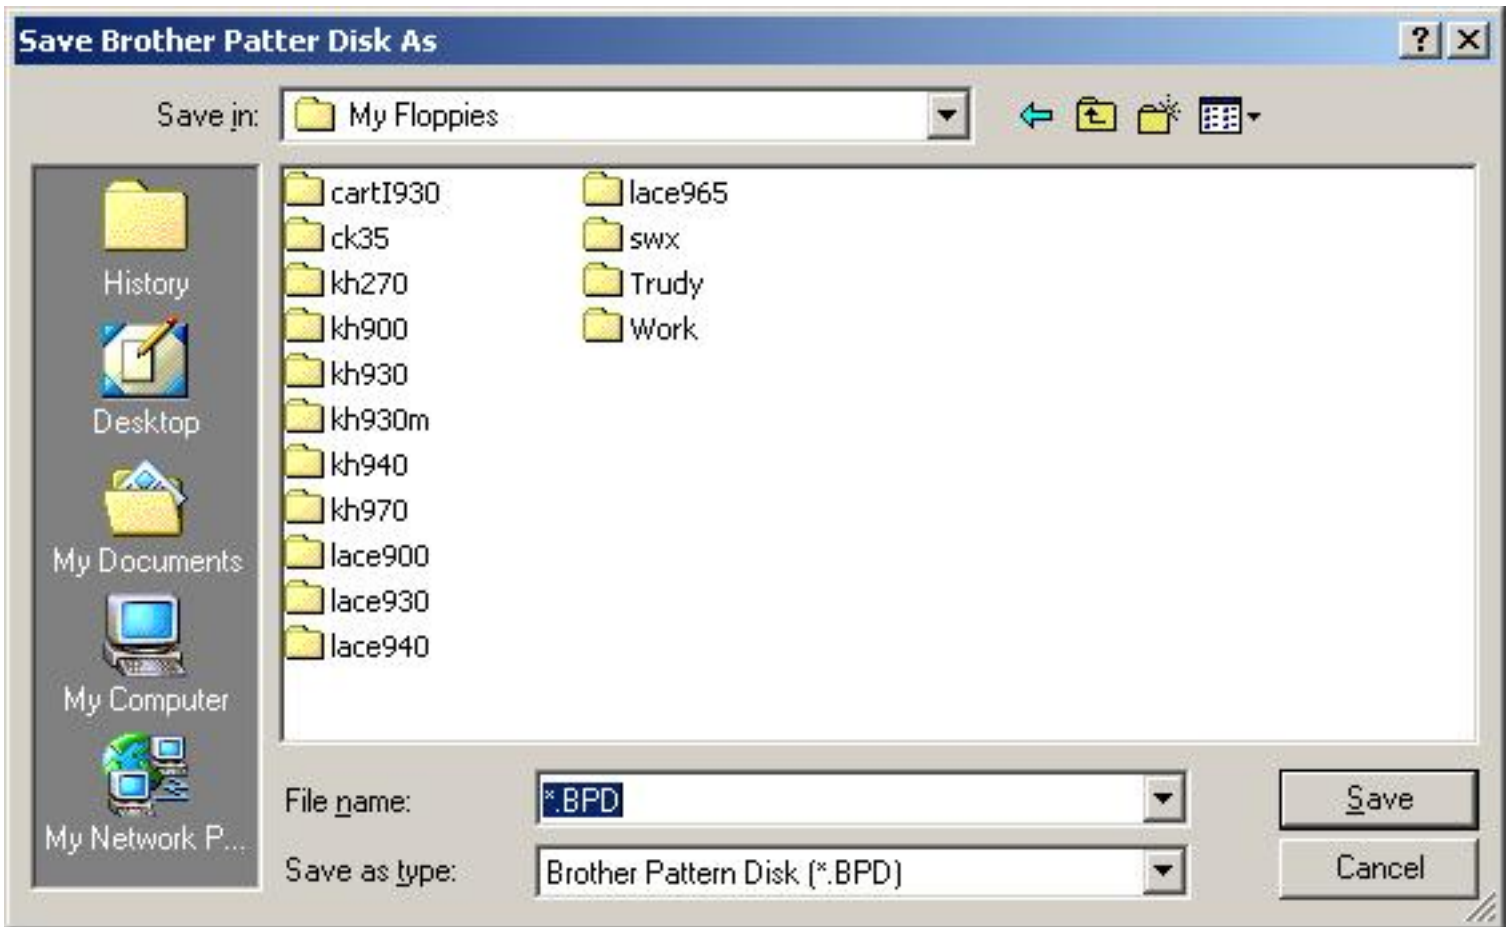 Save Brother Patter Disk As
Save in: My Floppies
History
Desktop
My Documents
My Computer
My Network P...
cartI930
ck35
kh270
kh900
kh930
kh930m
kh940
kh970
lace900
lace930
lace940
lace965
swx
Trudy
Work
File name: *.BPD
Save
Save as type: Brother Pattern Disk (*.BPD)
Cancel